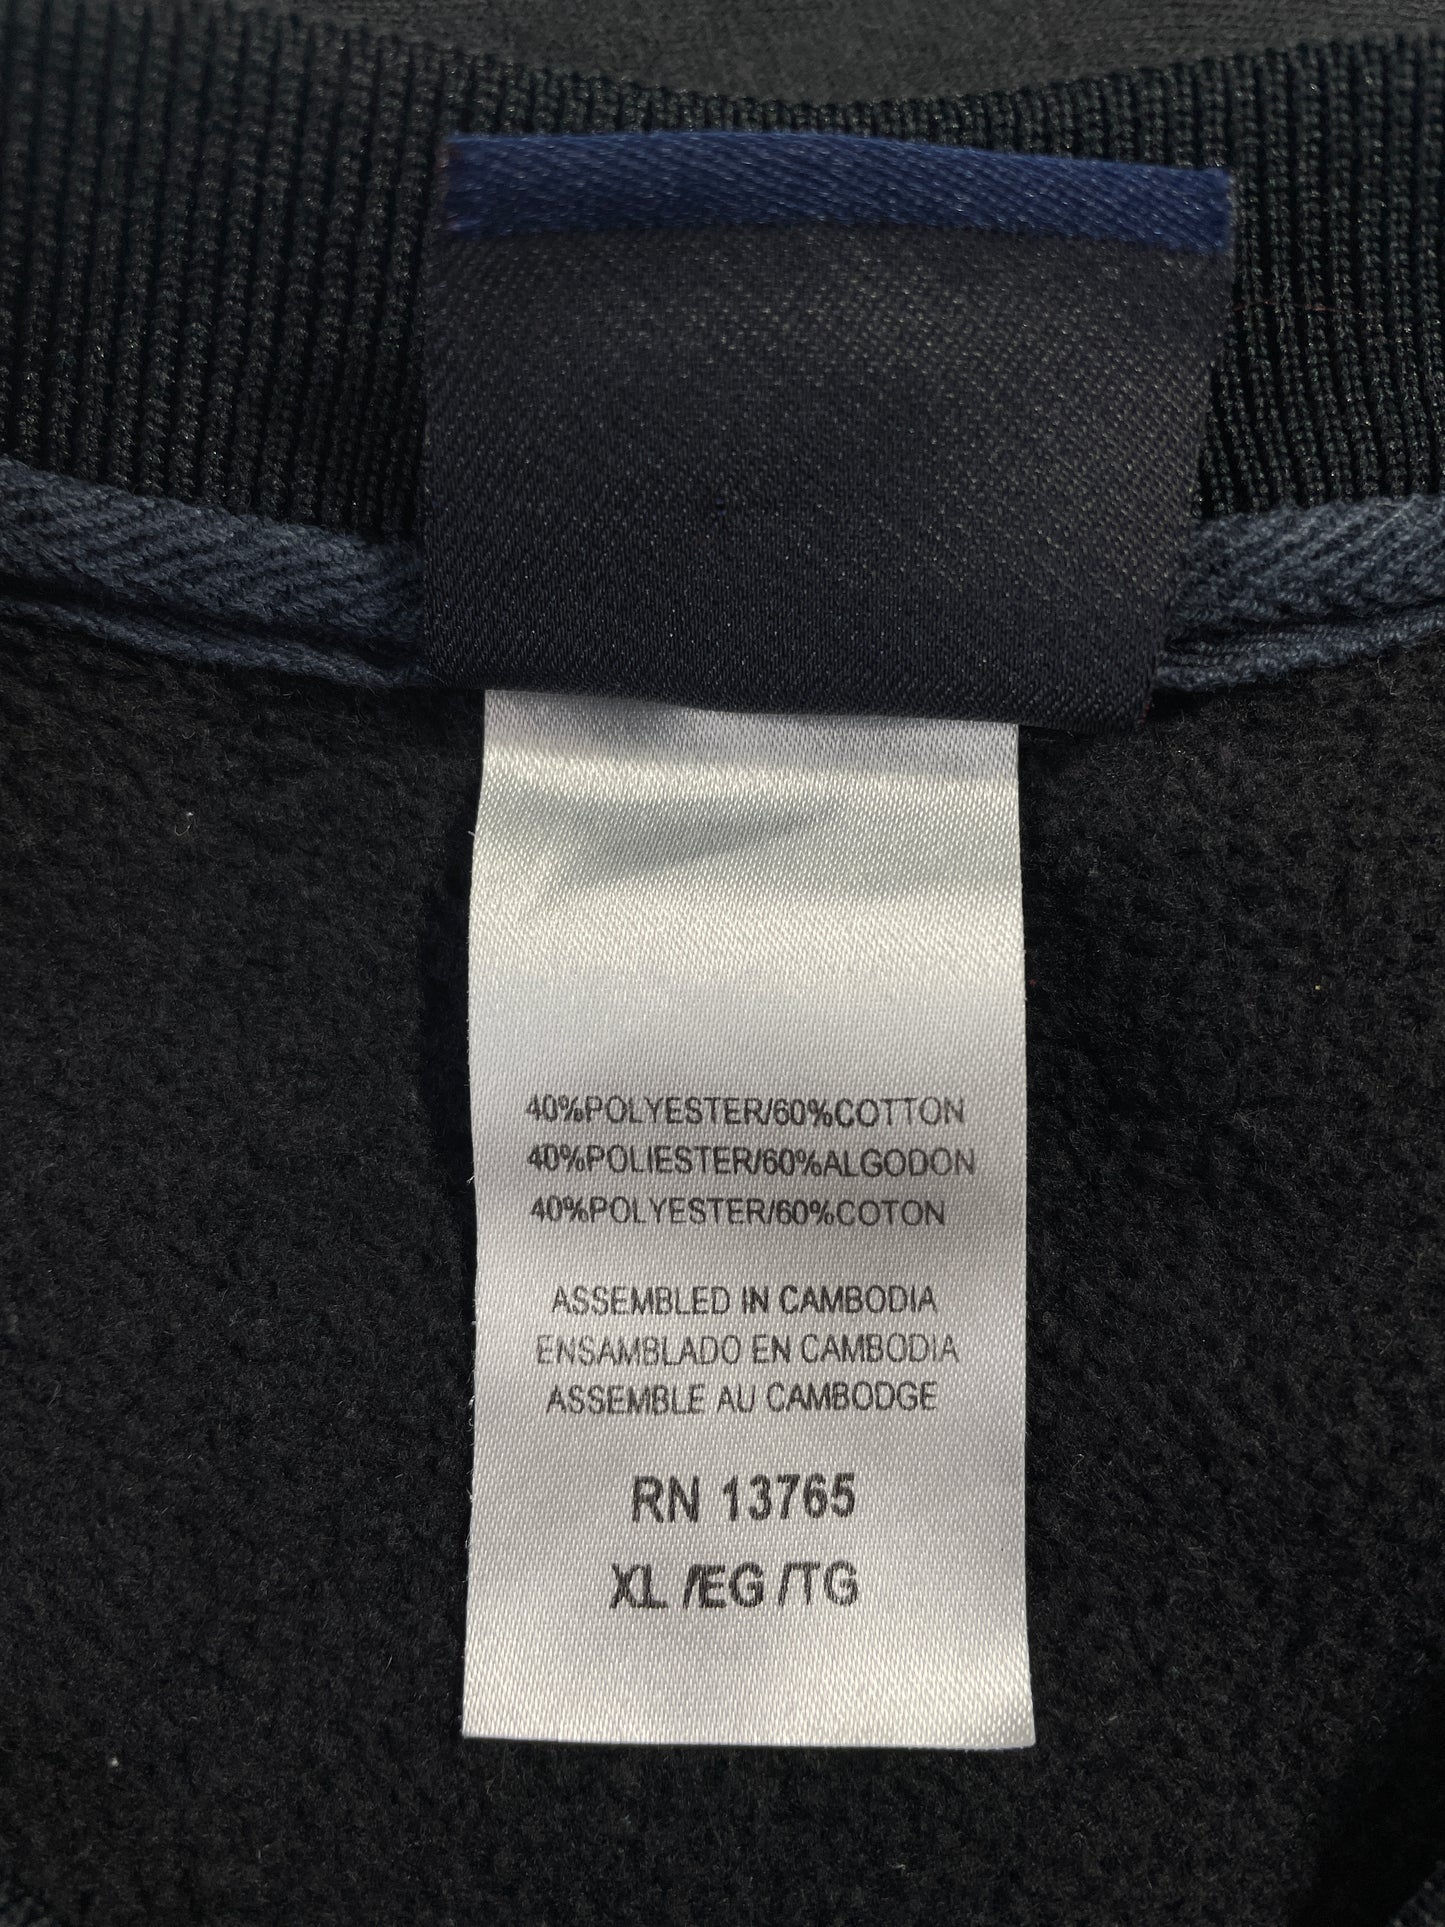 40%POLYESTER/60%COTTON
40%POLIESTER/60%ALGODON
40%POLYESTER/60%COTON
ASSEMBLED IN CAMBODIA
ENSAMBLADO EN CAMBODIA
ASSEMBLE AU CAMBODGE
RN 13765
XL /EG /TG